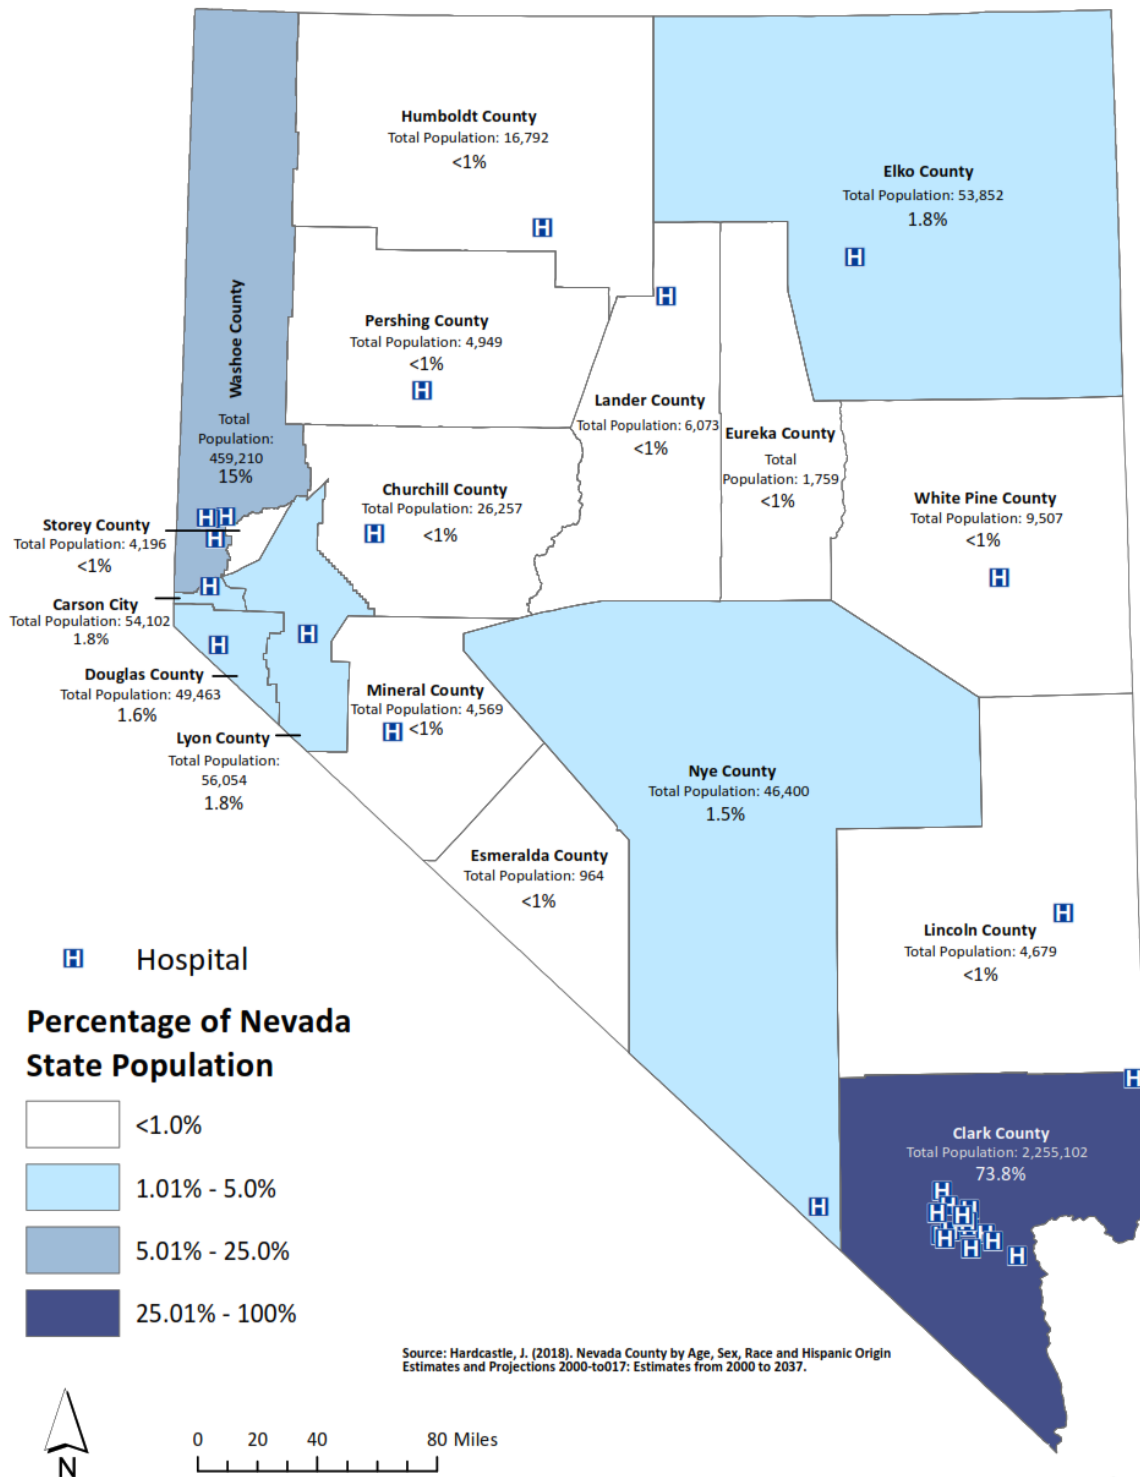 Humboldt County
Total Population: 16,792
<1%
Elko County
Total Population: 53,852
1.8%
Washoe County
Total
Population:
459,210
15%
Pershing County
Total Population: 4,949
<1%
Lander County
Total Population: 6,073
<1%
Eureka County
Total
Population: 1,759
<1%
Churchill County
Total Population: 26,257
<1%
White Pine County
Total Population: 9,507
<1%
Storey County
Total Population: 4,196
<1%
Carson City
Total Population: 54,102
1.8%
Douglas County
Total Population: 49,463
1.6%
Lyon County
Total Population:
56,054
1.8%
Mineral County
Total Population: 4,569
<1%
Nye County
Total Population: 46,400
1.5%
Esmeralda County
Total Population: 964
<1%
Lincoln County
Total Population: 4,679
<1%
Clark County
Total Population: 2,255,102
73.8%
H Hospital
Percentage of Nevada
State Population
<1.0%
1.01% - 5.0%
5.01% - 25.0%
25.01% - 100%
Source: Hardcastle, J. (2018). Nevada County by Age, Sex, Race and Hispanic Origin
Estimates and Projections 2000-to017: Estimates from 2000 to 2037.
N
0 20 40 80 Miles